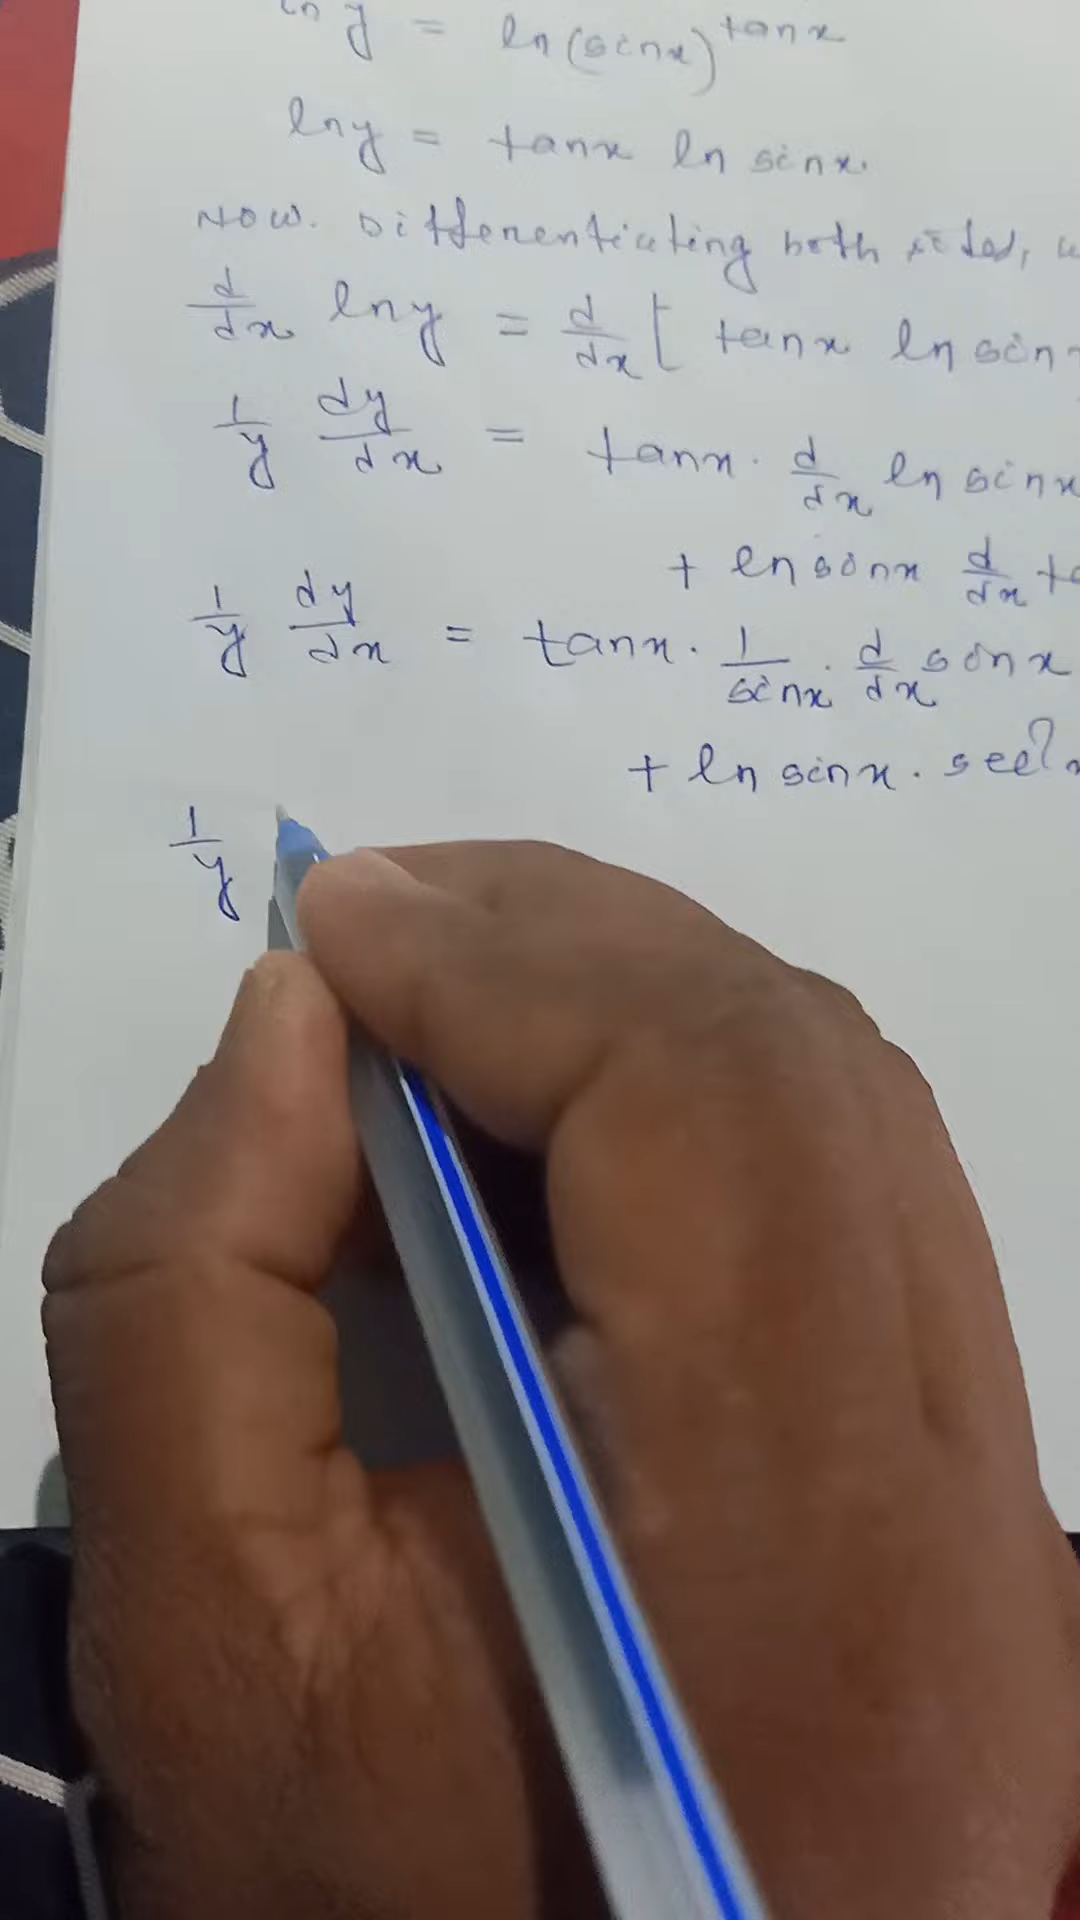 ln y = ln (sinx)^tanx
lny = tanx ln sinx.
Now. Differentiating both sides,
d/dx lny = d/dx [ tanx ln sin
1/y dy/dx = tanx · d/dx ln sinx
+ ln sinx d/dx
1/y dy/dx = tanx · 1/sinx · d/dx sinx
+ ln sinx · sec²x
1/y